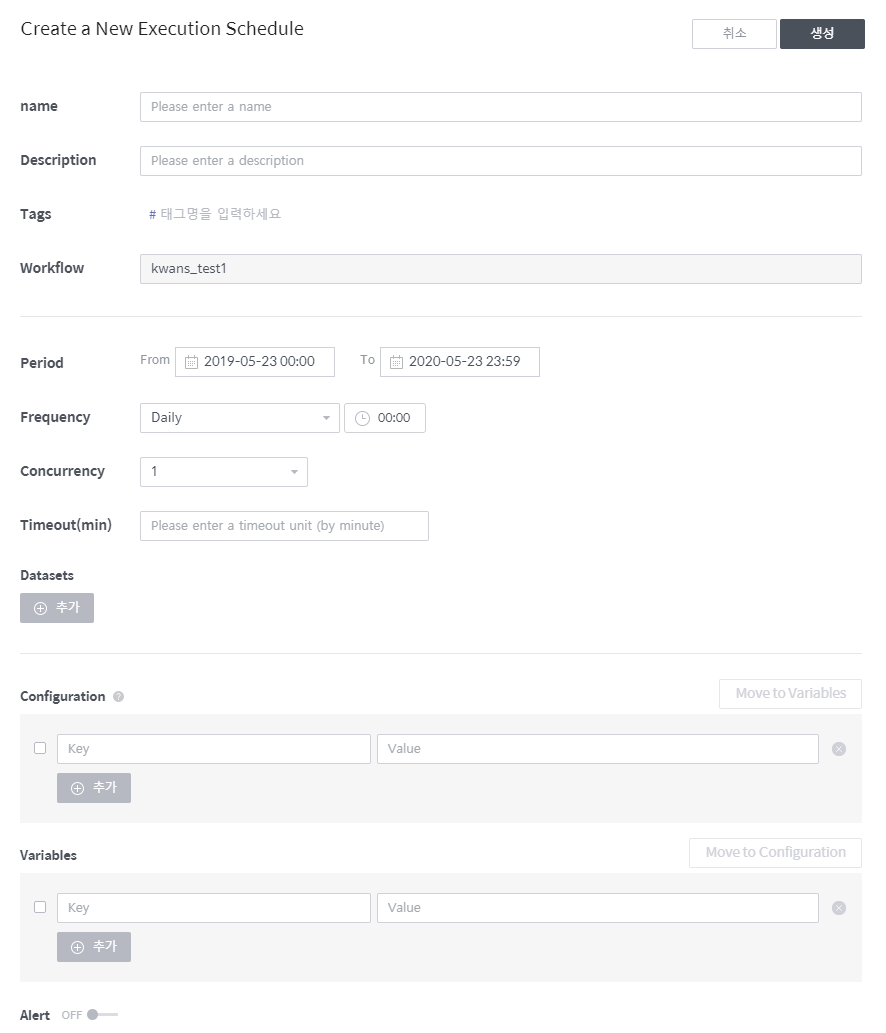 Create a New Execution Schedule
취소
생성
name
Please enter a name
Description
Please enter a description
Tags
# 태그명을 입력하세요
Workflow
kwans_test1
Period
From
2019-05-23 00:00
To
2020-05-23 23:59
Frequency
Daily
00:00
Concurrency
1
Timeout(min)
Please enter a timeout unit (by minute)
Datasets
추가
Configuration ?
Move to Variables
Key
Value
추가
Variables
Move to Configuration
Key
Value
추가
Alert
OFF